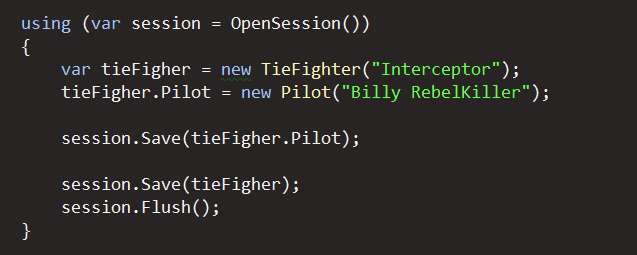 using (var session = OpenSession())
{
    var tieFigher = new TieFighter("Interceptor");
    tieFigher.Pilot = new Pilot("Billy RebelKiller");

    session.Save(tieFigher.Pilot);

    session.Save(tieFigher);
    session.Flush();
}